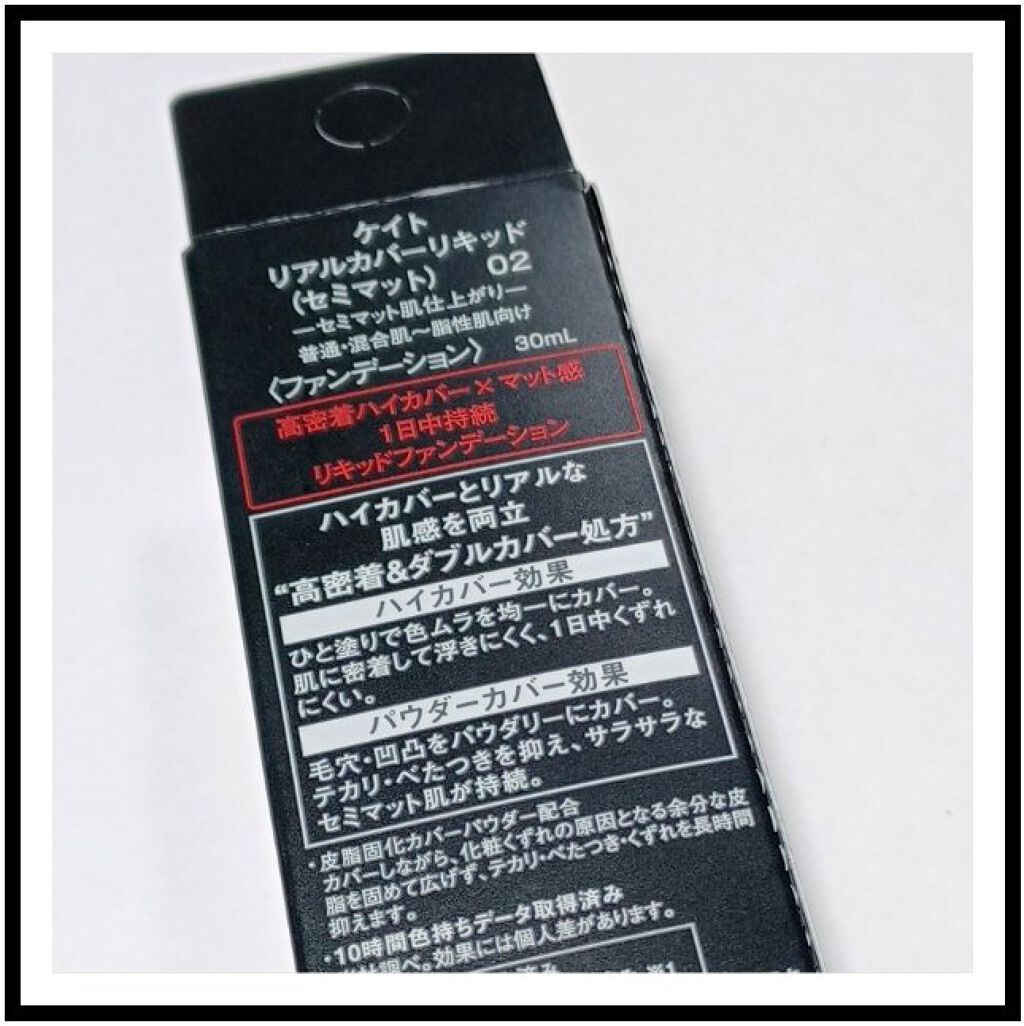 ケイト
リアルカバーリキッド
(セミマット) 02
―セミマット肌仕上がり―
普通・混合肌〜脂性肌向け
〈ファンデーション〉 30mL
高密着ハイカバー×マット感
1日中持続
リキッドファンデーション
ハイカバーとリアルな
肌感を両立
“高密着&ダブルカバー処方”
ハイカバー効果
ひと塗りで色ムラを均一にカバー。
肌に密着して浮きにくく、1日中くずれ
にくい。
パウダーカバー効果
毛穴・凹凸をパウダリーにカバー。
テカリ・べたつきを抑え、サラサラな
セミマット肌が持続。
・皮脂固化カバーパウダー配合
カバーしながら、化粧くずれの原因となる余分な皮
脂を固めて広げず、テカリ・べたつき・くずれを長時間
抑えます。
・10時間色持ちデータ取得済み
調べ。効果には個人差があります。
済み
※1